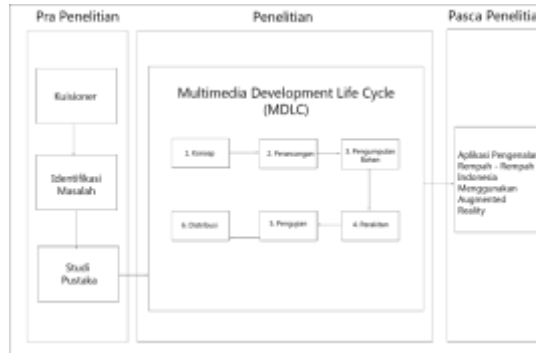 Pra Penelitian
Penelitian
Pasca Penelitian
Kuisioner
Identifikasi
Masalah
Studi
Pustaka
Multimedia Development Life Cycle
(MDLC)
1. Konsep
2. Perancangan
3. Pengumpulan
Bahan
4. Perakitan
5. Pengujian
6. Distribusi
Aplikasi Pengenalan
Rempah - Rempah
Indonesia
Menggunakan
Augmented
Reality